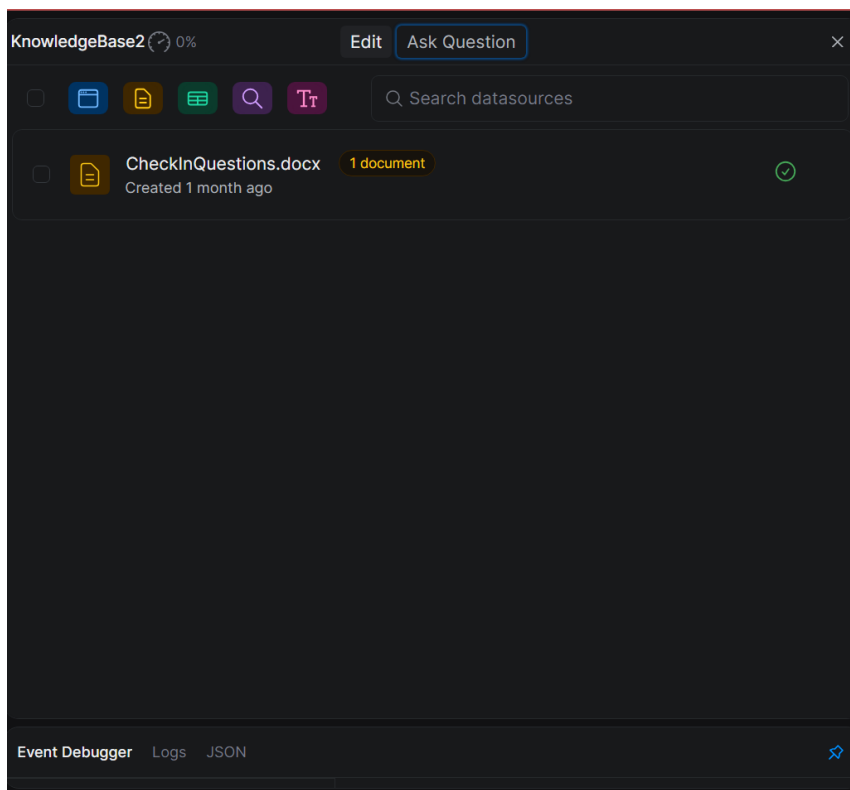 KnowledgeBase2 0% Edit Ask Question
Tт Search datasources
CheckInQuestions.docx 1 document
Created 1 month ago
Event Debugger Logs JSON